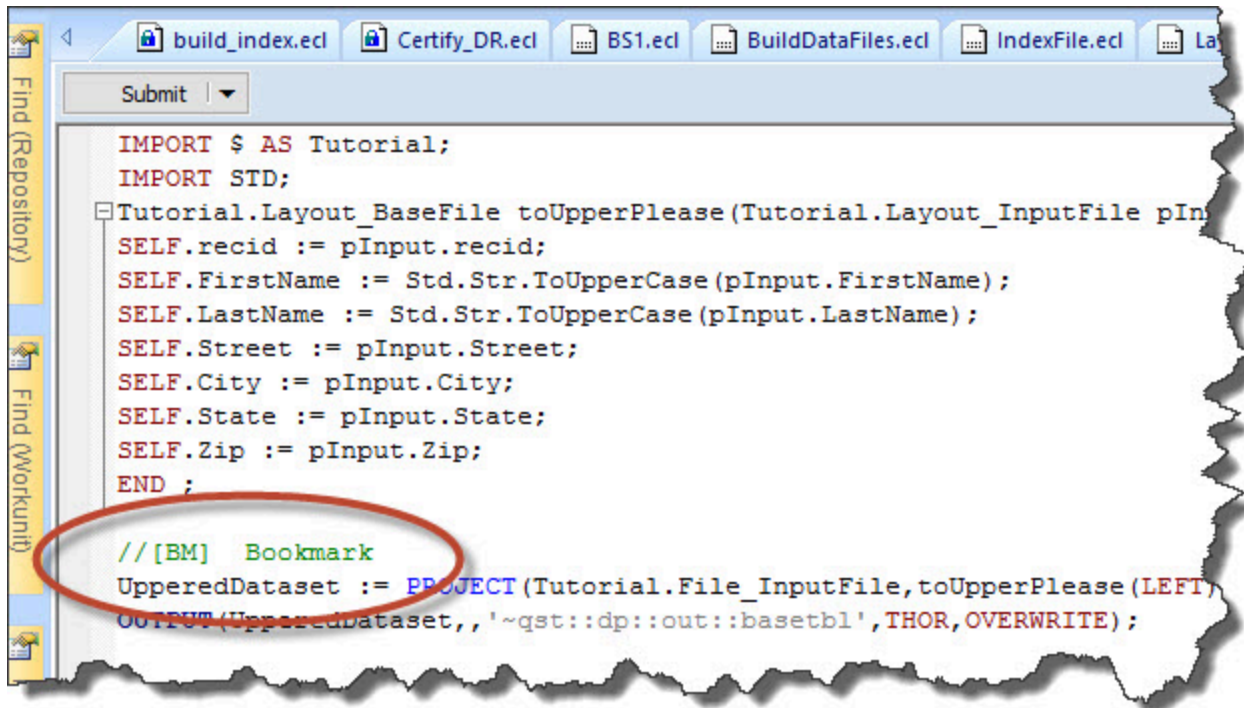 build_index.ecl Certify_DR.ecl BS1.ecl BuildDataFiles.ecl IndexFile.ecl
Find (Repository)
Submit
IMPORT $ AS Tutorial;
IMPORT STD;
Tutorial.Layout_BaseFile toUpperPlease(Tutorial.Layout_InputFile pIn
SELF.recid := pInput.recid;
SELF.FirstName := Std.Str.ToUpperCase(pInput.FirstName);
SELF.LastName := Std.Str.ToUpperCase(pInput.LastName);
SELF.Street := pInput.Street;
SELF.City := pInput.City;
SELF.State := pInput.State;
SELF.Zip := pInput.Zip;
END ;
Find (Workunit)
//[BM]  Bookmark
UpperedDataset := PROJECT(Tutorial.File_InputFile,toUpperPlease(LEFT)
OUTPUT(UpperedDataset,,'~qst::dp::out::basetbl',THOR,OVERWRITE);